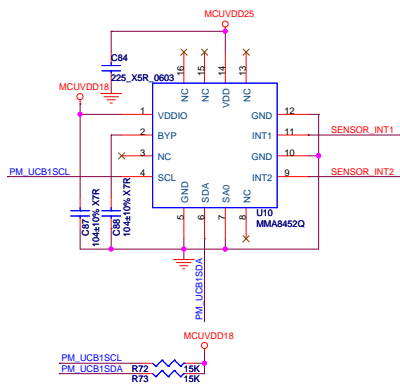 MCUVDD25
C84
225_X5R_0603
MCUVDD18
16
15
14
13
NC
NC
VDD
NC
1
VDDIO
GND
12
2
BYP
INT1
11
SENSOR_INT1
3
NC
GND
10
PM_UCB1SCL
4
SCL
INT2
9
SENSOR_INT2
GND
SDA
SA0
NC
5
6
7
8
U10
MMA8452Q
C87
104±10% X7R
C88
104±10% X7R
PM_UCB1SDA
MCUVDD18
PM_UCB1SCL
R72
15K
PM_UCB1SDA
R73
15K